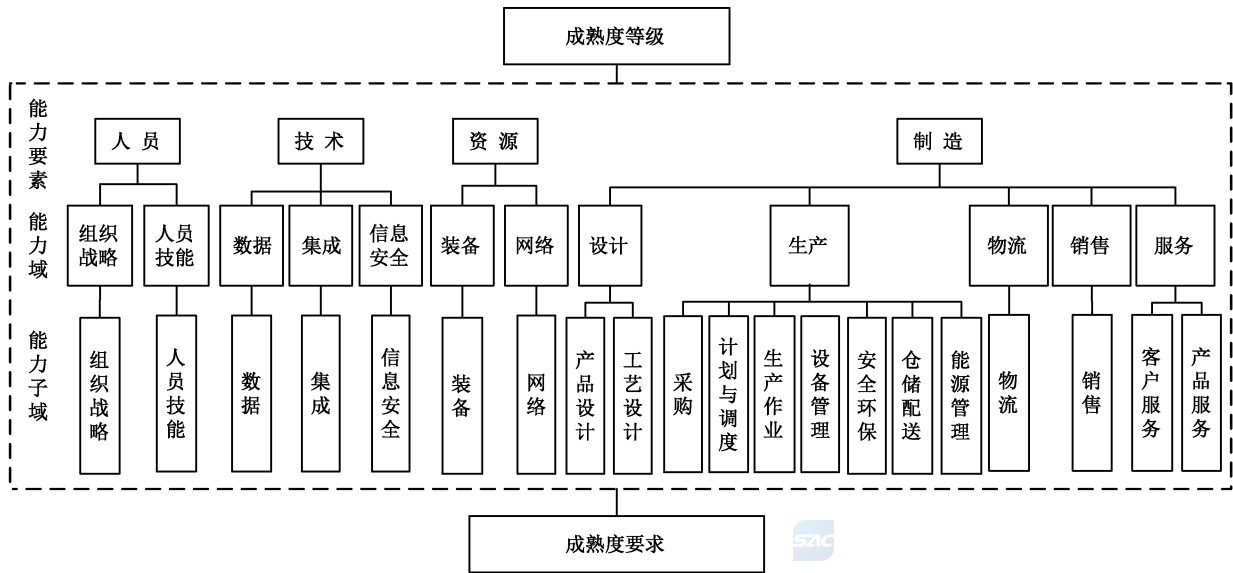 成熟度等级
能力要素
人员
技术
资源
制造
能力域
组织
战略
人员
技能
数据
集成
信息
安全
装备
网络
设计
生产
物流
销售
服务
能力子域
组织战略
人员技能
数据
集成
信息安全
装备
网络
产品设计
工艺设计
采购
计划与调度
生产作业
设备管理
安全环保
仓储配送
能源管理
物流
销售
客户服务
产品服务
成熟度要求
SAC